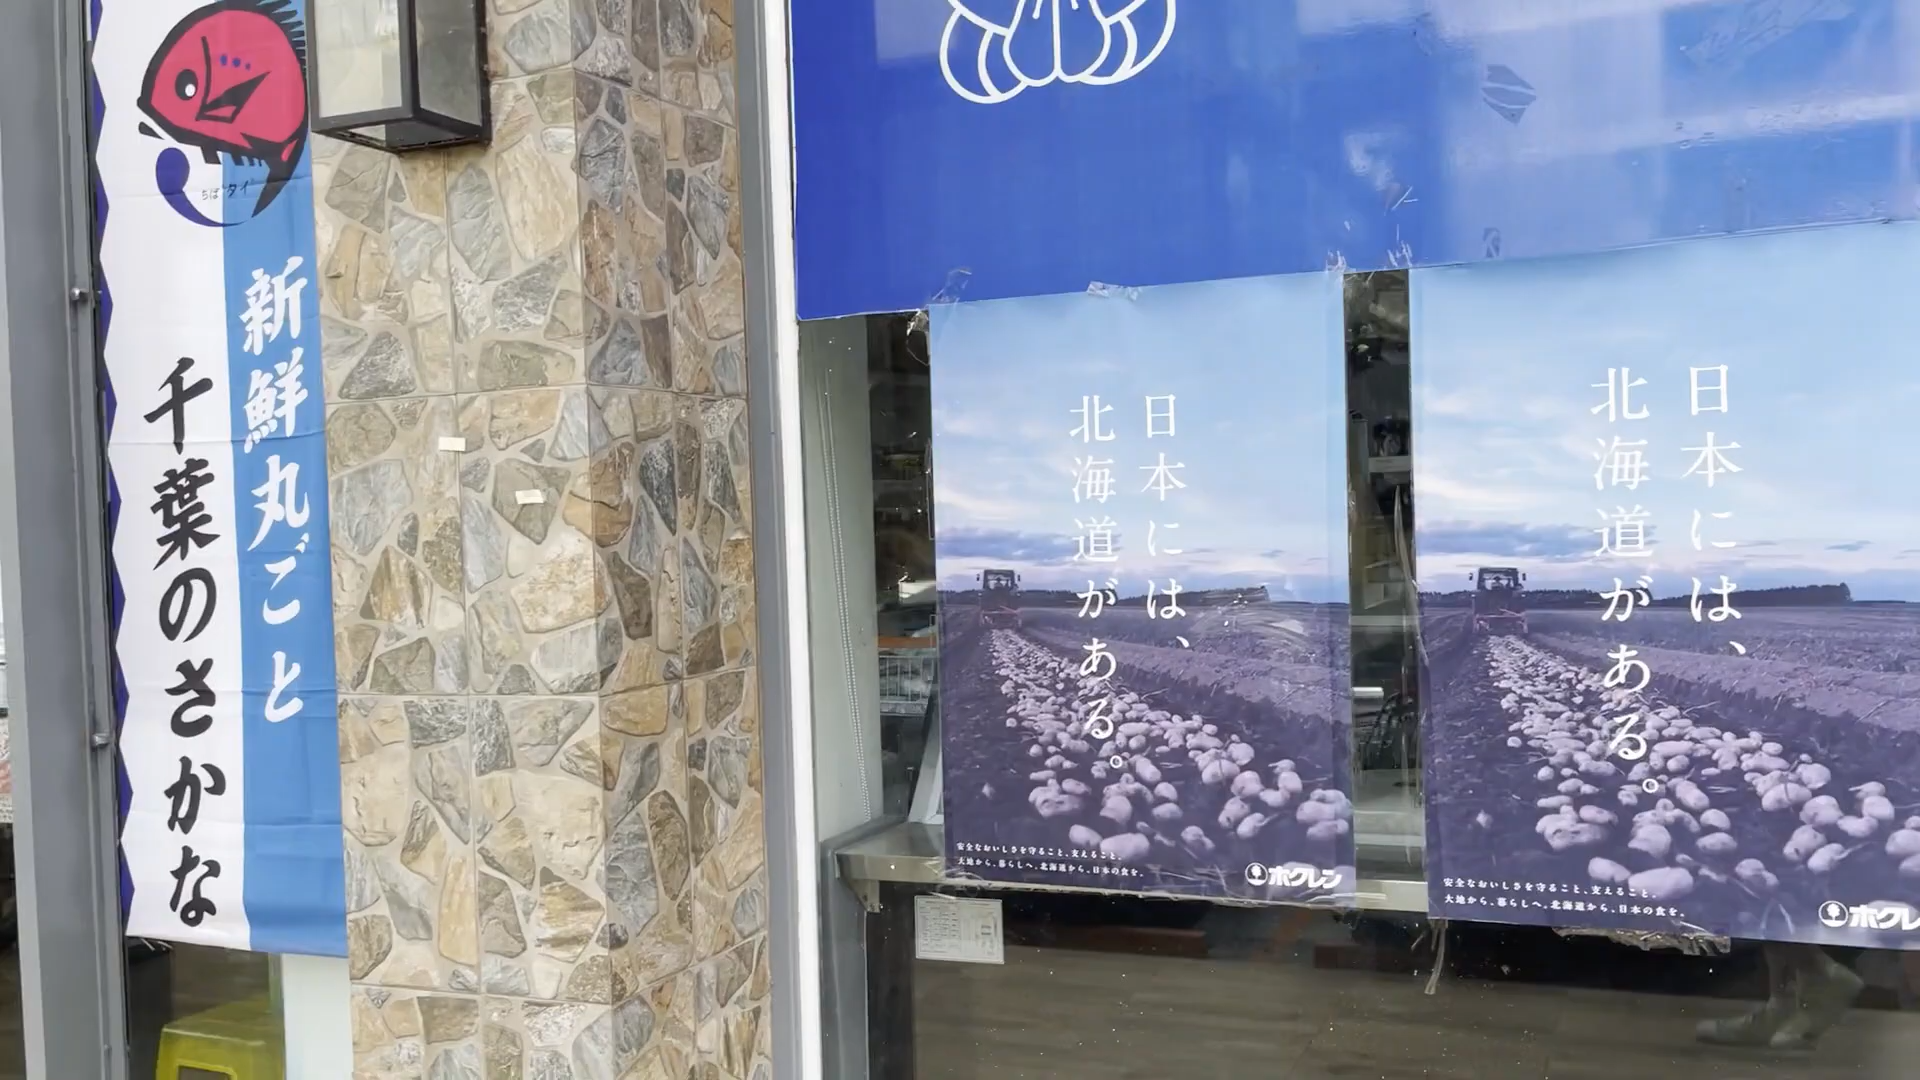 ちばタイ
新鮮丸ごと
千葉のさかな
日本には、
北海道がある。
安全なおいしさを守ること、支えること。
大地から、暮らしへ。北海道から、日本の食を。
ホクレン
日本には、
北海道がある。
安全なおいしさを守ること、支えること。
大地から、暮らしへ。北海道から、日本の食を。
ホクレ